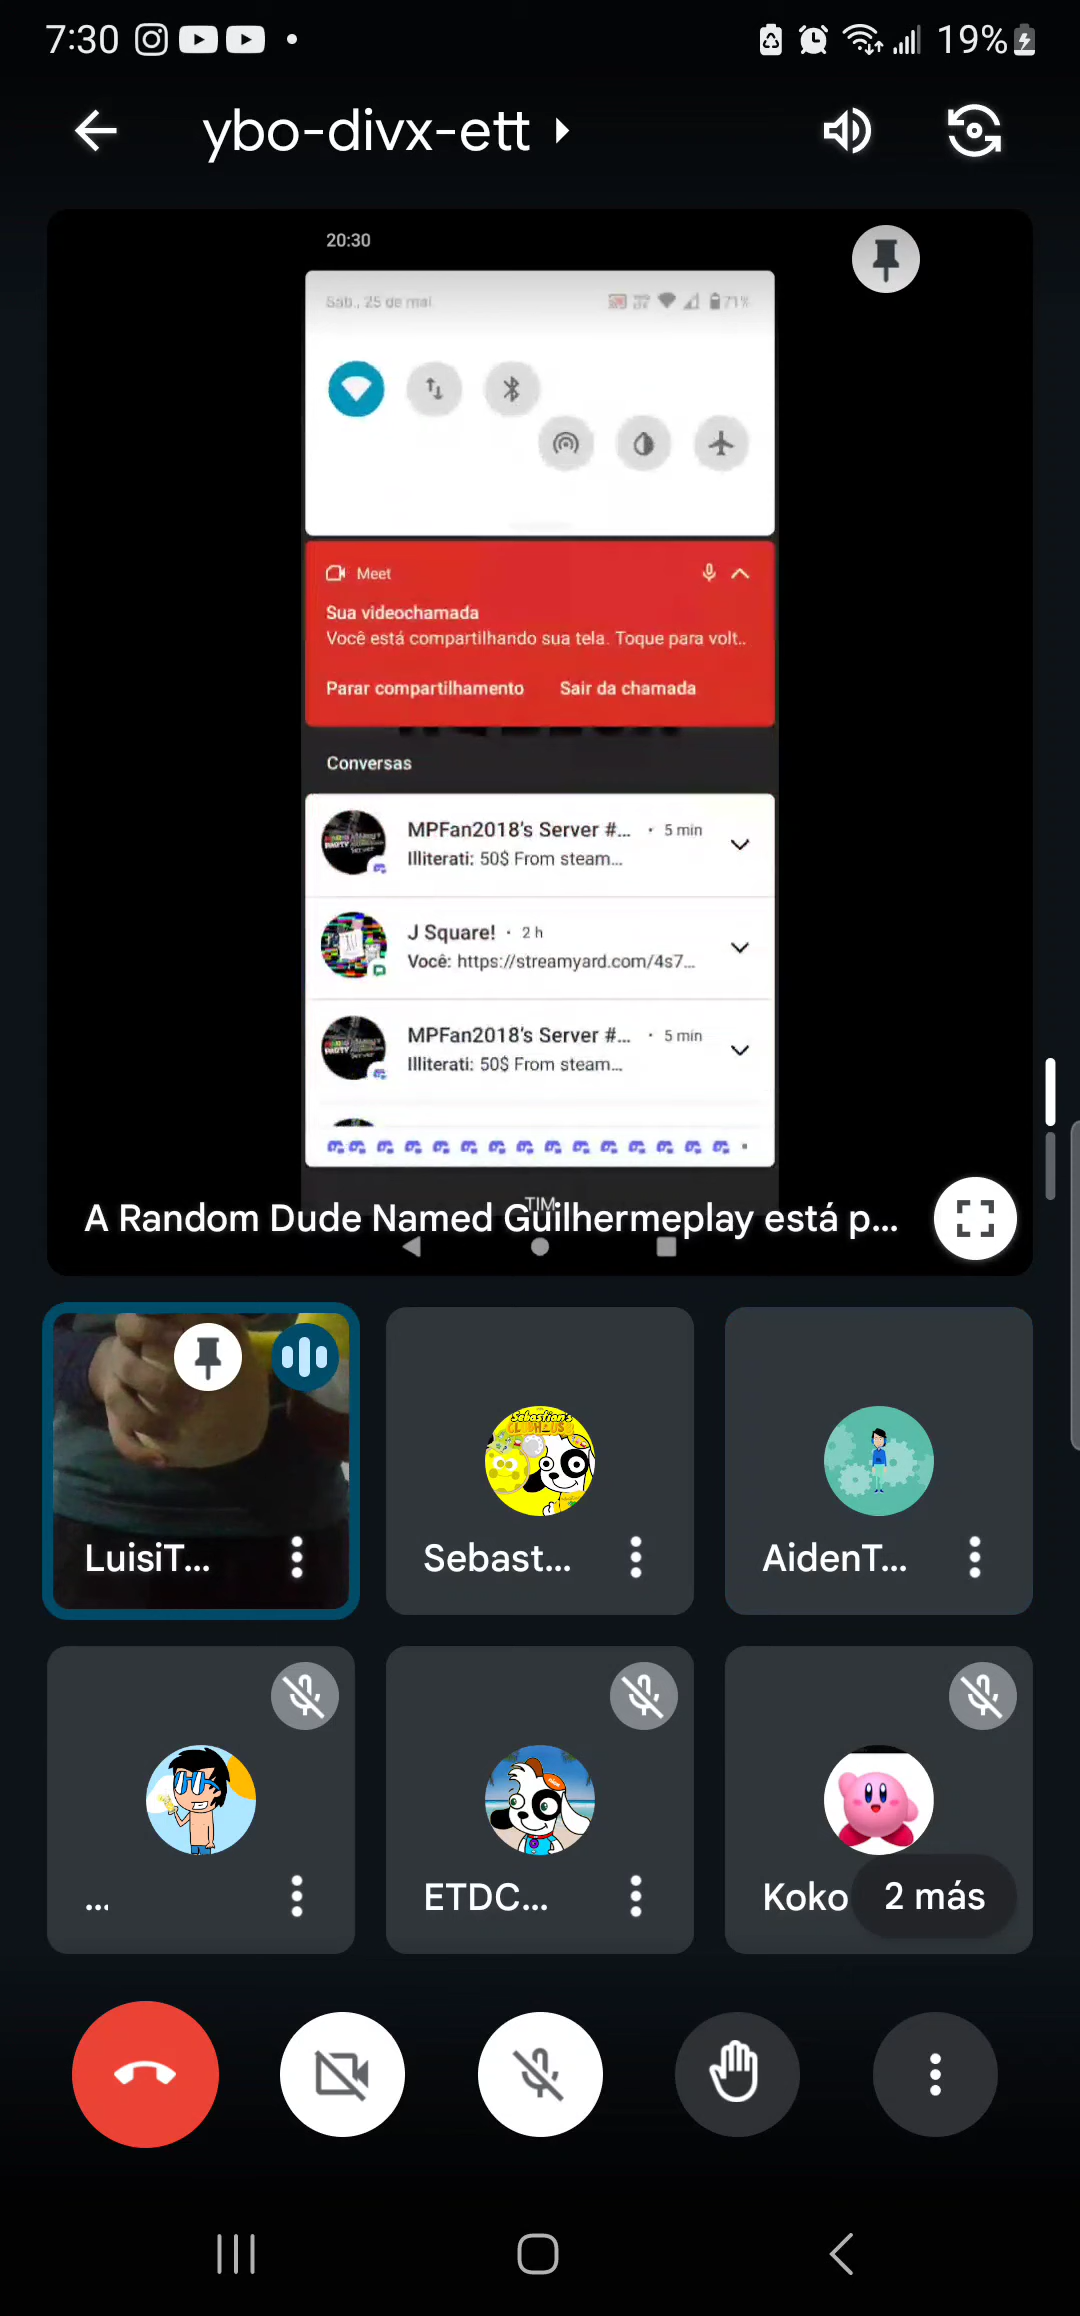 7:30
19%
ybo-divx-ett
20:30
Sáb., 25 de mai
71%
Meet
Sua videochamada
Você está compartilhando sua tela. Toque para volt..
Parar compartilhamento Sair da chamada
Conversas
MPFan2018's Server #... · 5 min
Illiterati: 50$ From steam...
J Square! · 2 h
Você: https://streamyard.com/4s7...
MPFan2018's Server #... · 5 min
Illiterati: 50$ From steam...
TIM
A Random Dude Named Guilhermeplay está p...
LuisiT...
Sebastian's
CLUBHAUS
Sebast...
AidenT...
...
ETDC...
Koko
2 más